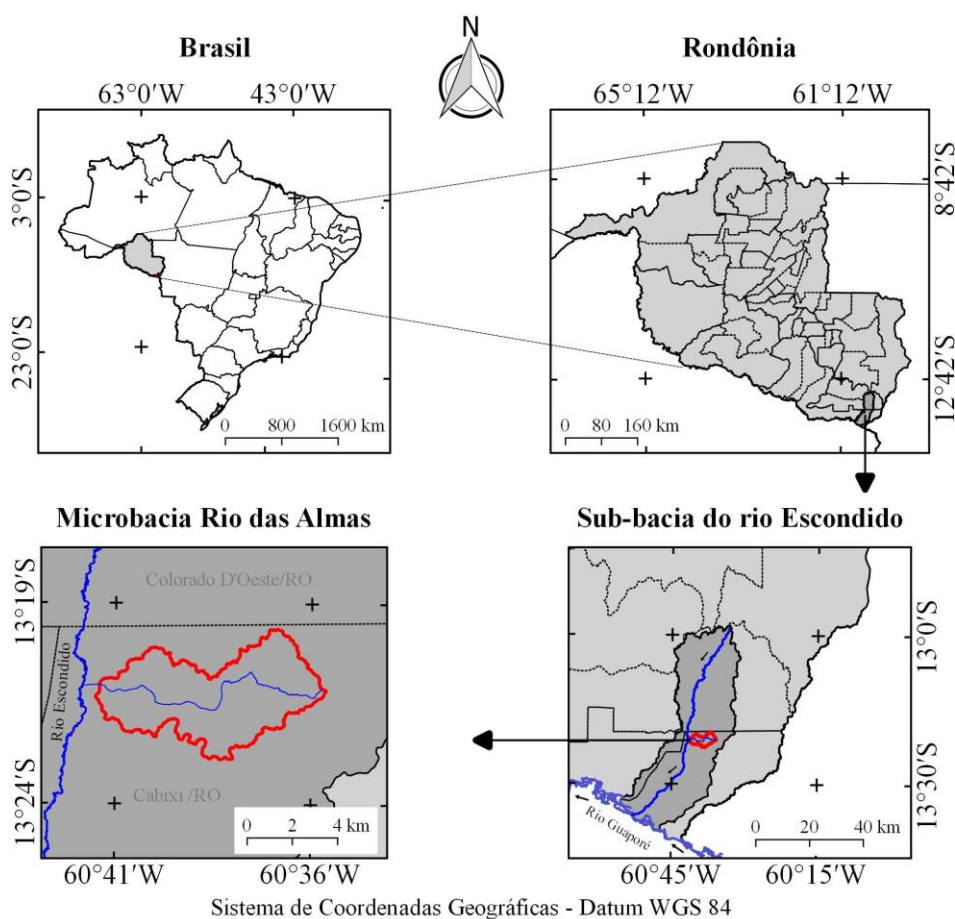 N
Brasil
63°0'W 43°0'W
3°0'S
23°0'S
0 800 1600 km
Rondônia
65°12'W 61°12'W
8°42'S
12°42'S
0 80 160 km
Microbacia Rio das Almas
13°19'S
13°24'S
Colorado D'Oeste/RO
Rio Escondido
Cabixi /RO
0 2 4 km
60°41'W 60°36'W
Sub-bacia do rio Escondido
13°0'S
13°30'S
Rio Guaporé
0 20 40 km
60°45'W 60°15'W
Sistema de Coordenadas Geográficas - Datum WGS 84